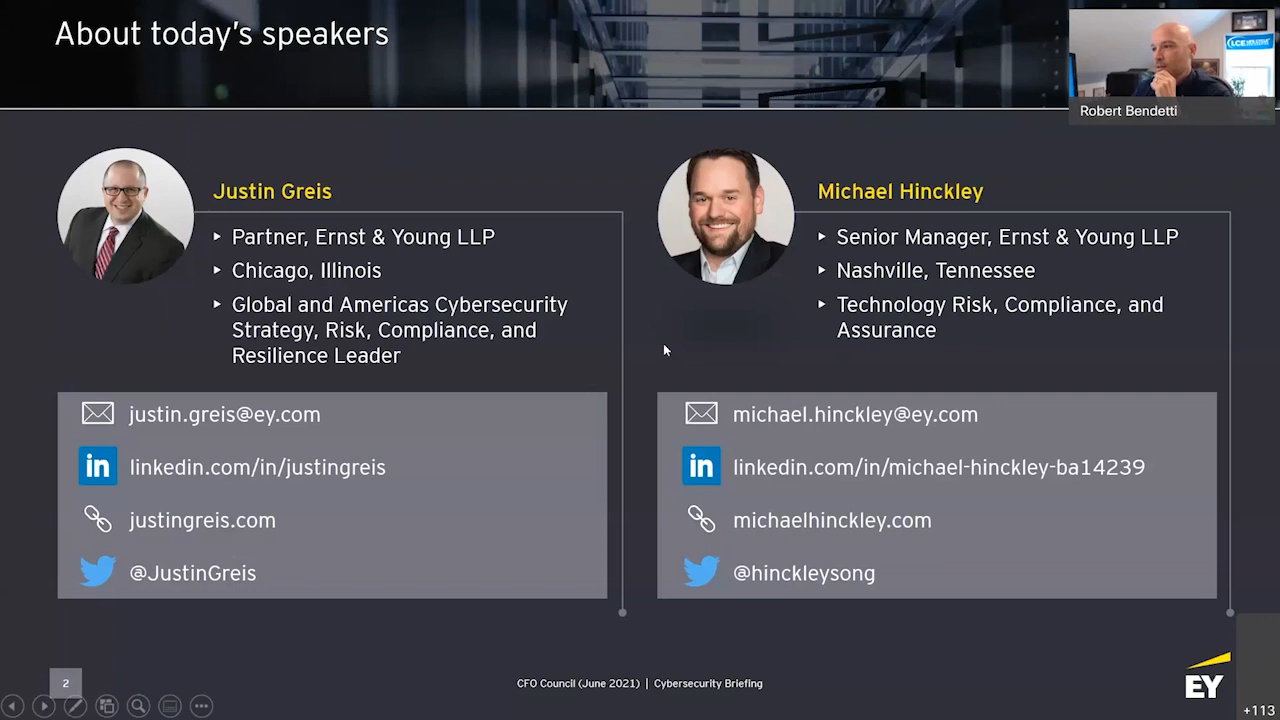 About today's speakers
LCE
Robert Bendetti
Justin Greis
Partner, Ernst & Young LLP
Chicago, Illinois
Global and Americas Cybersecurity
Strategy, Risk, Compliance, and
Resilience Leader
justin.greis@ey.com
in
linkedin.com/in/justingreis
justingreis.com
@JustinGreis
Michael Hinckley
Senior Manager, Ernst & Young LLP
Nashville, Tennessee
Technology Risk, Compliance, and
Assurance
michael.hinckley@ey.com
in
linkedin.com/in/michael-hinckley-ba14239
michaelhinckley.com
@hinckleysong
2
CFO Council (June 2021) | Cybersecurity Briefing
EY
+113